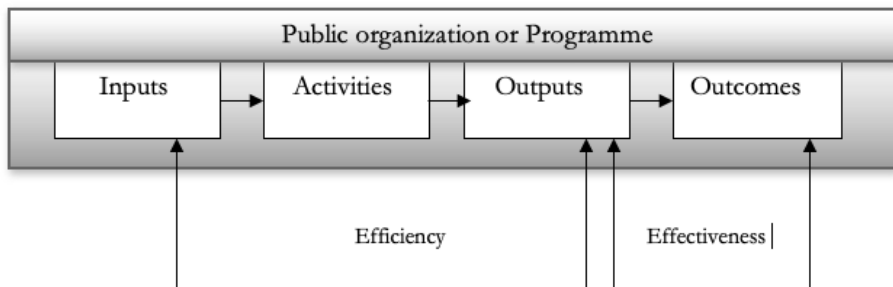 Public organization or Programme
Inputs Activities Outputs Outcomes
Efficiency Effectiveness